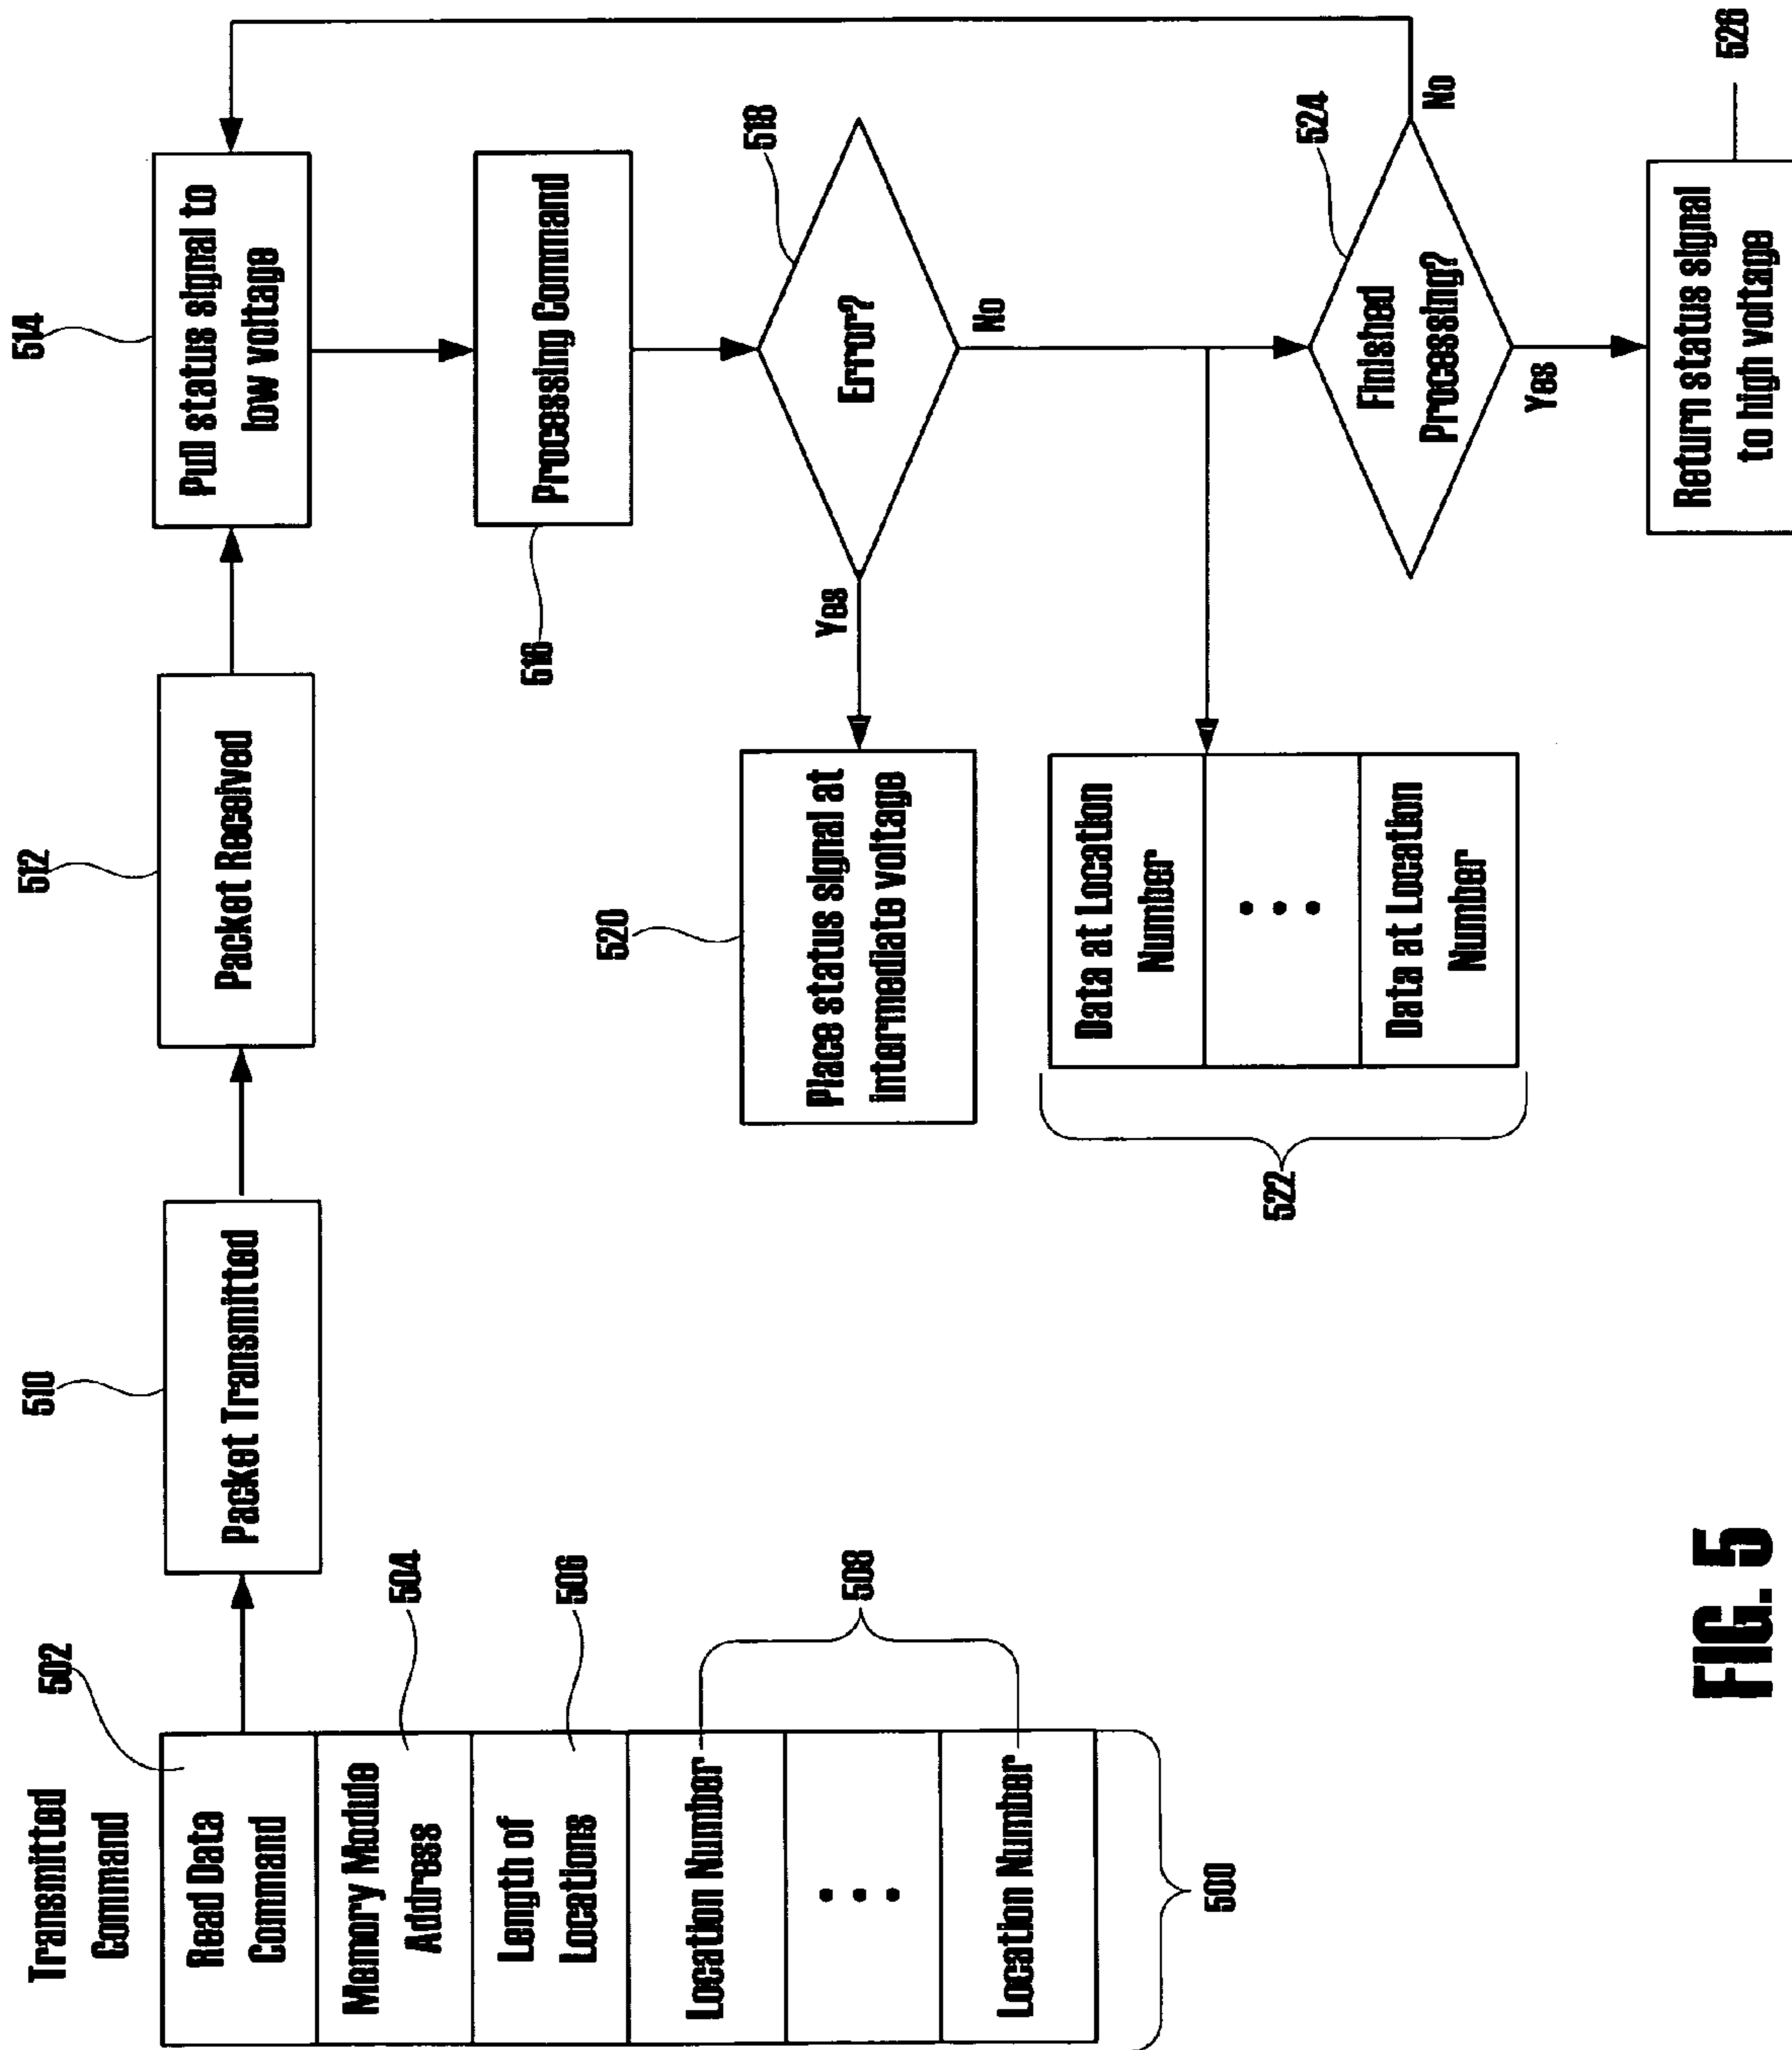 Transmitted
Command
502
Read Data
Command
504
Memory Module
Address
506
Length of
Locations
508
Location Number
Location Number
500
510
Packet Transmitted
512
Packet Received
514
Pull status signal to
low voltage
516
Processing Command
518
Error?
Yes
No
520
Place status signal at
intermediate voltage
522
Data at Location
Number
Data at Location
Number
524
Finished
Processing?
No
Yes
526
Return status signal
to high voltage
FIG. 5